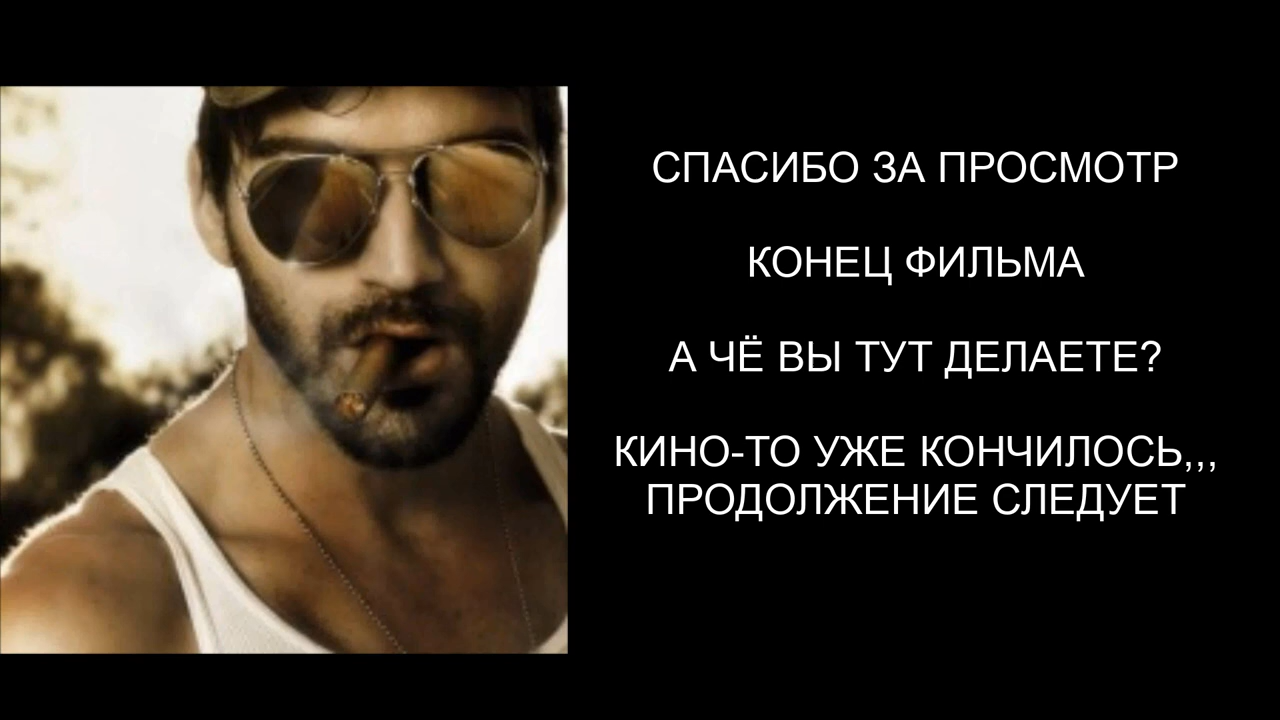 СПАСИБО ЗА ПРОСМОТР
КОНЕЦ ФИЛЬМА
А ЧЁ ВЫ ТУТ ДЕЛАЕТЕ?
КИНО-ТО УЖЕ КОНЧИЛОСЬ,,,
ПРОДОЛЖЕНИЕ СЛЕДУЕТ